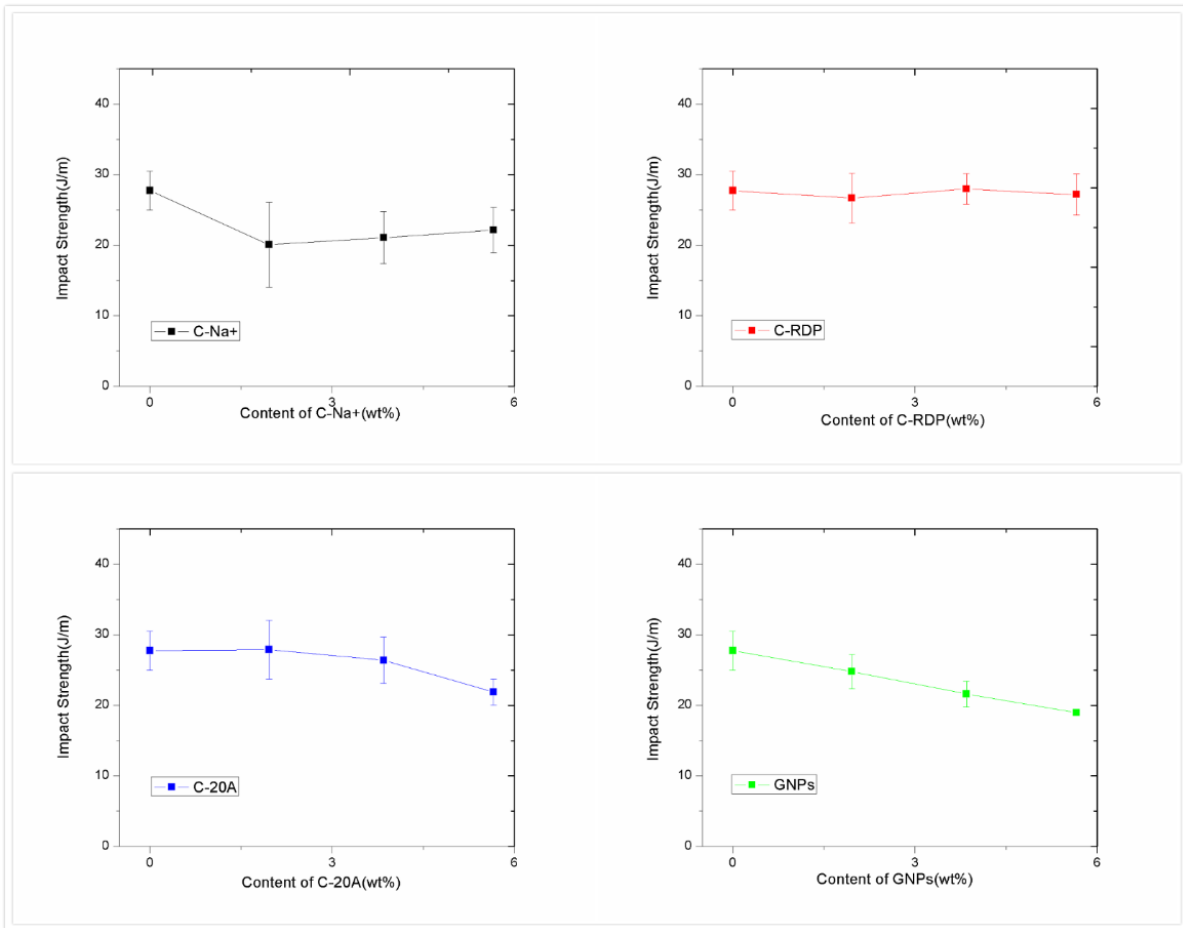 40
30
20
10
0
Impact Strength(J/m)
C-Na+
0
3
6
Content of C-Na+(wt%)
40
30
20
10
0
Impact Strength(J/m)
C-RDP
0
3
6
Content of C-RDP(wt%)
40
30
20
10
0
Impact Strength(J/m)
C-20A
0
3
6
Content of C-20A(wt%)
40
30
20
10
0
Impact Strength(J/m)
GNPs
0
3
6
Content of GNPs(wt%)